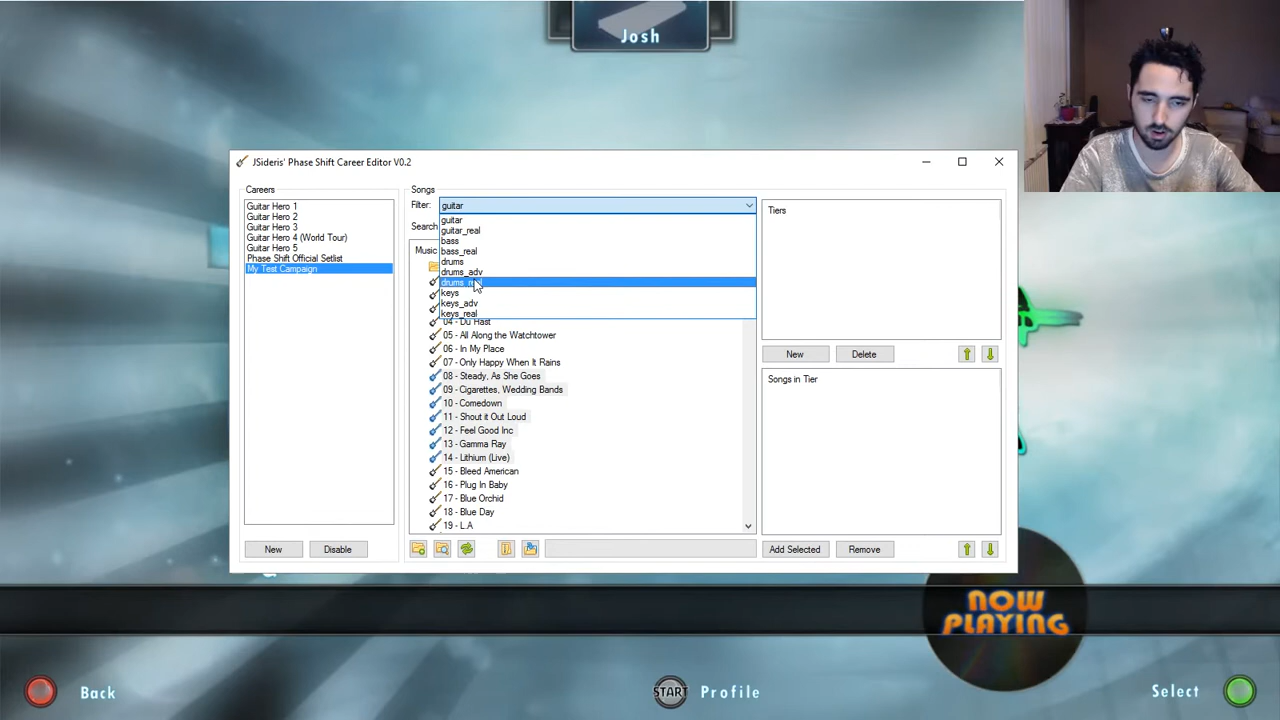 Josh
JSideris' Phase Shift Career Editor V0.2
Careers
Guitar Hero 1
Guitar Hero 2
Guitar Hero 3
Guitar Hero 4 (World Tour)
Guitar Hero 5
Phase Shift Official Setlist
My Test Campaign
New
Disable
Songs
Filter:
guitar
guitar
guitar_real
bass
bass_real
drums
drums_adv
keys
keys_adv
keys_real
Search
Music
04 - Du Hast
05 - All Along the Watchtower
06 - In My Place
07 - Only Happy When It Rains
08 - Steady, As She Goes
09 - Cigarettes, Wedding Bands
10 - Comedown
11 - Shout it Out Loud
12 - Feel Good Inc
13 - Gamma Ray
14 - Lithium (Live)
15 - Bleed American
16 - Plug In Baby
17 - Blue Orchid
18 - Blue Day
19 - L.A
Tiers
New
Delete
Songs in Tier
Add Selected
Remove
NOW
PLAYING
Back
START
Profile
Select